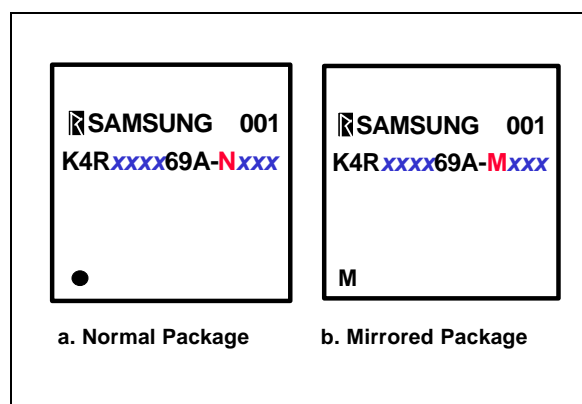 SAMSUNG 001
K4Rxxxx69A-Nxxx
a. Normal Package
SAMSUNG 001
K4Rxxxx69A-Mxxx
M
b. Mirrored Package